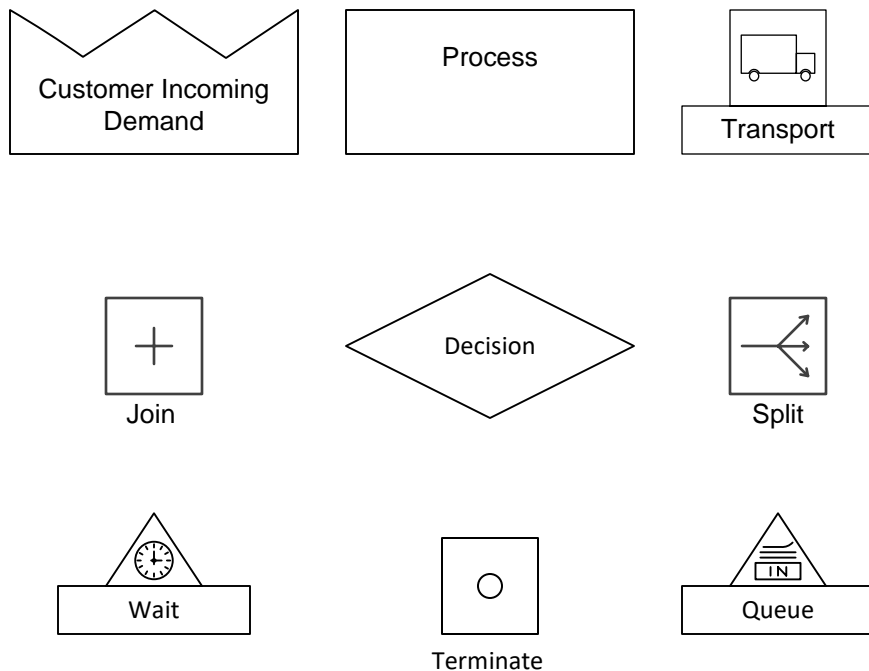 Customer Incoming
Demand
Process
Transport
Join
Decision
Split
Wait
Terminate
IN
Queue